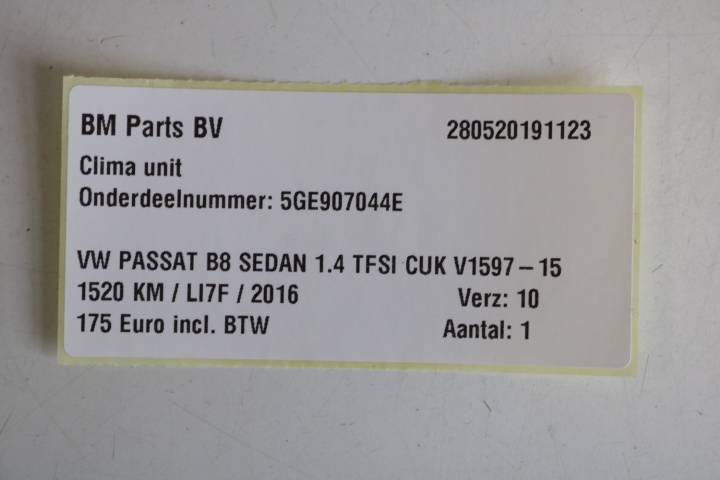 BM Parts BV 280520191123
Clima unit
Onderdeelnummer: 5GE907044E
VW PASSAT B8 SEDAN 1.4 TFSI CUK V1597 – 15
1520 KM / LI7F / 2016 Verz: 10
175 Euro incl. BTW Aantal: 1